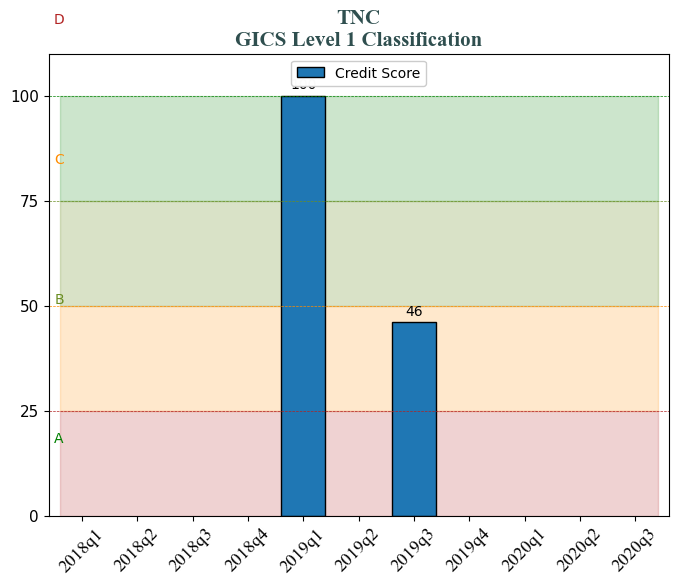 D
TNC
GICS Level 1 Classification
Credit Score
100
100
C
75
B
50
46
25
A
0
2018q1
2018q2
2018q3
2018q4
2019q1
2019q2
2019q3
2019q4
2020q1
2020q2
2020q3